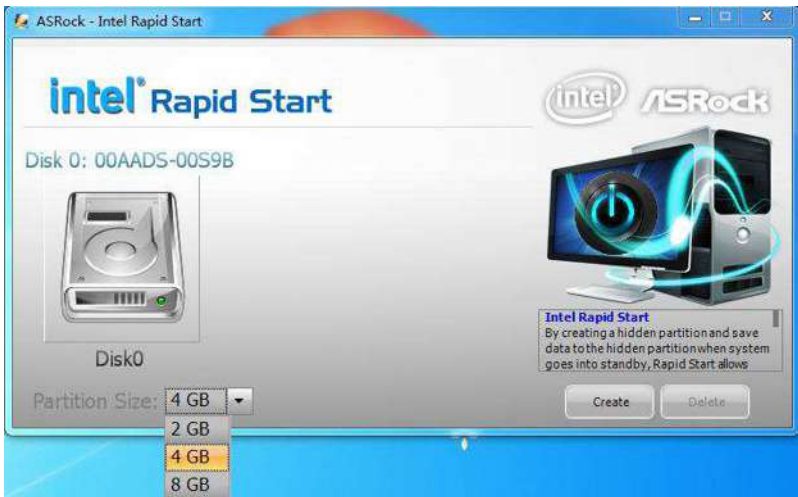 ASRock - Intel Rapid Start
intel® Rapid Start
intel ASRock
Disk 0: 00AADS-00S9B
Disk0
Intel Rapid Start
By creating a hidden partition and save
data to the hidden partition when system
goes into standby, Rapid Start allows
Partition Size: 4 GB
Create Delete
2 GB
4 GB
8 GB